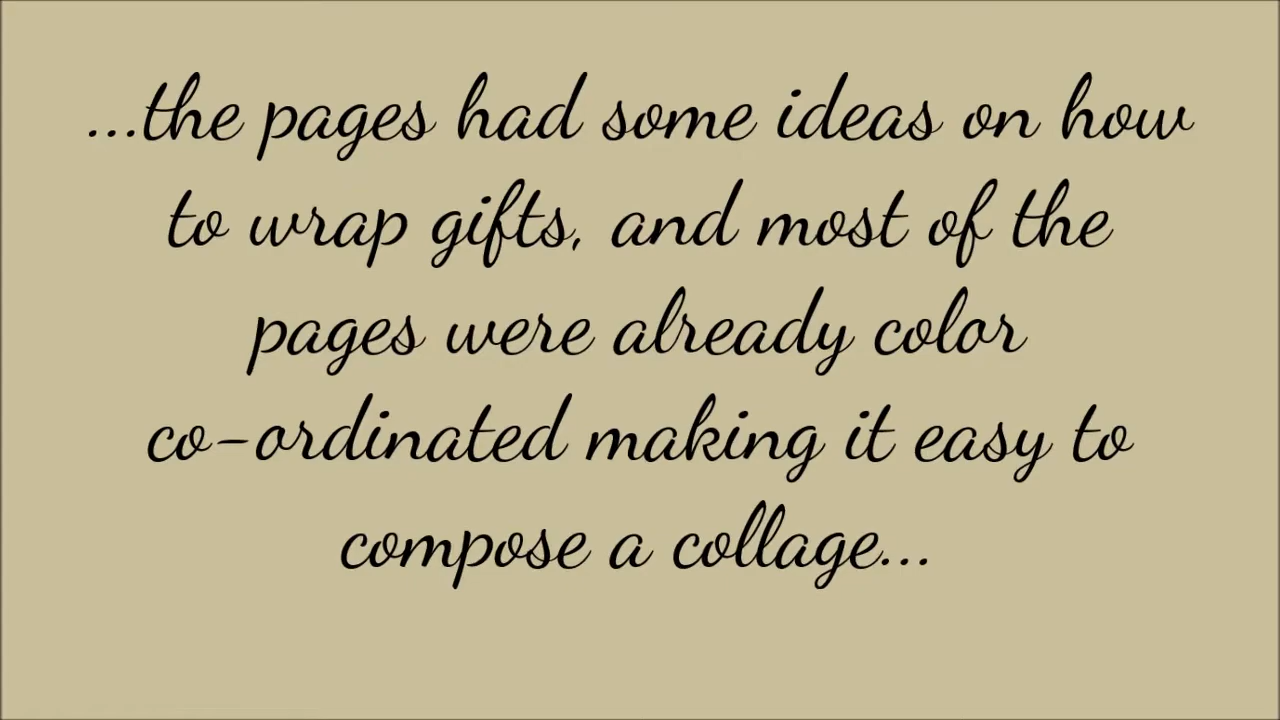 ...the pages had some ideas on how
to wrap gifts, and most of the
pages were already color
co-ordinated making it easy to
compose a collage...